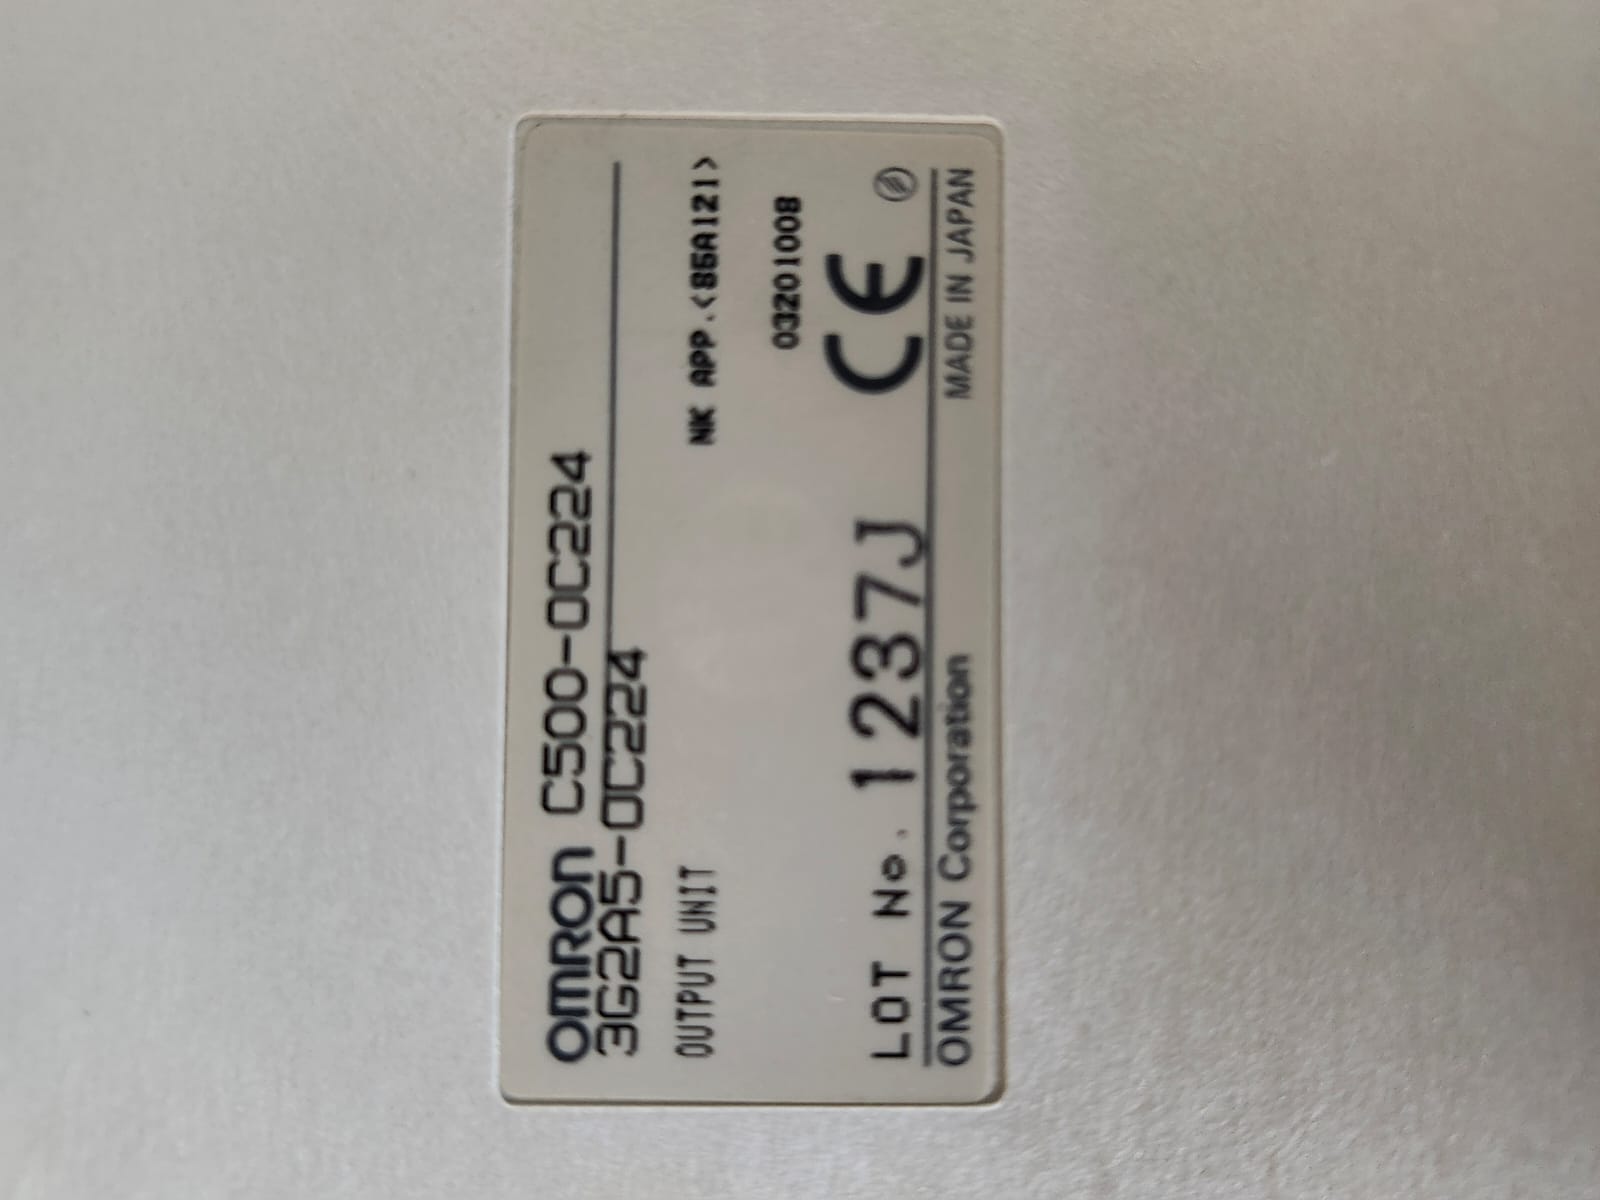 OMRON C500-OC224
3G2A5-OC224
OUTPUT UNIT
NK APP.<86A121>
03201008
LOT No. 1237J CE
OMRON Corporation MADE IN JAPAN